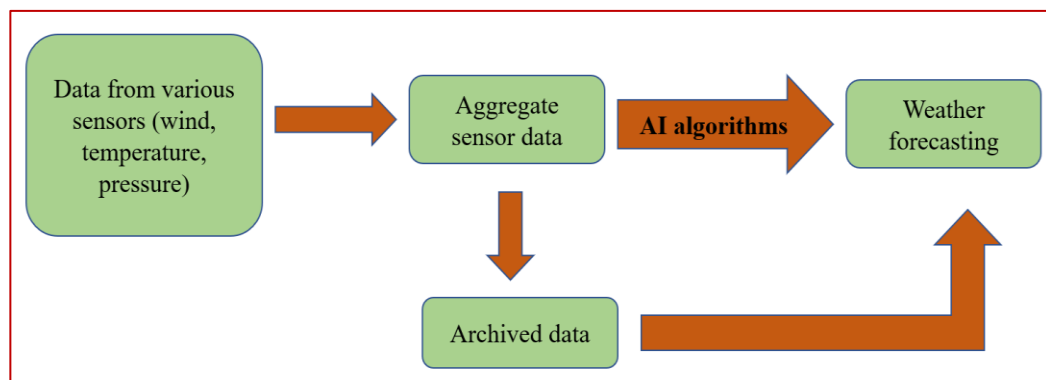 Data from various
sensors (wind,
temperature,
pressure)
Aggregate
sensor data
AI algorithms
Weather
forecasting
Archived data